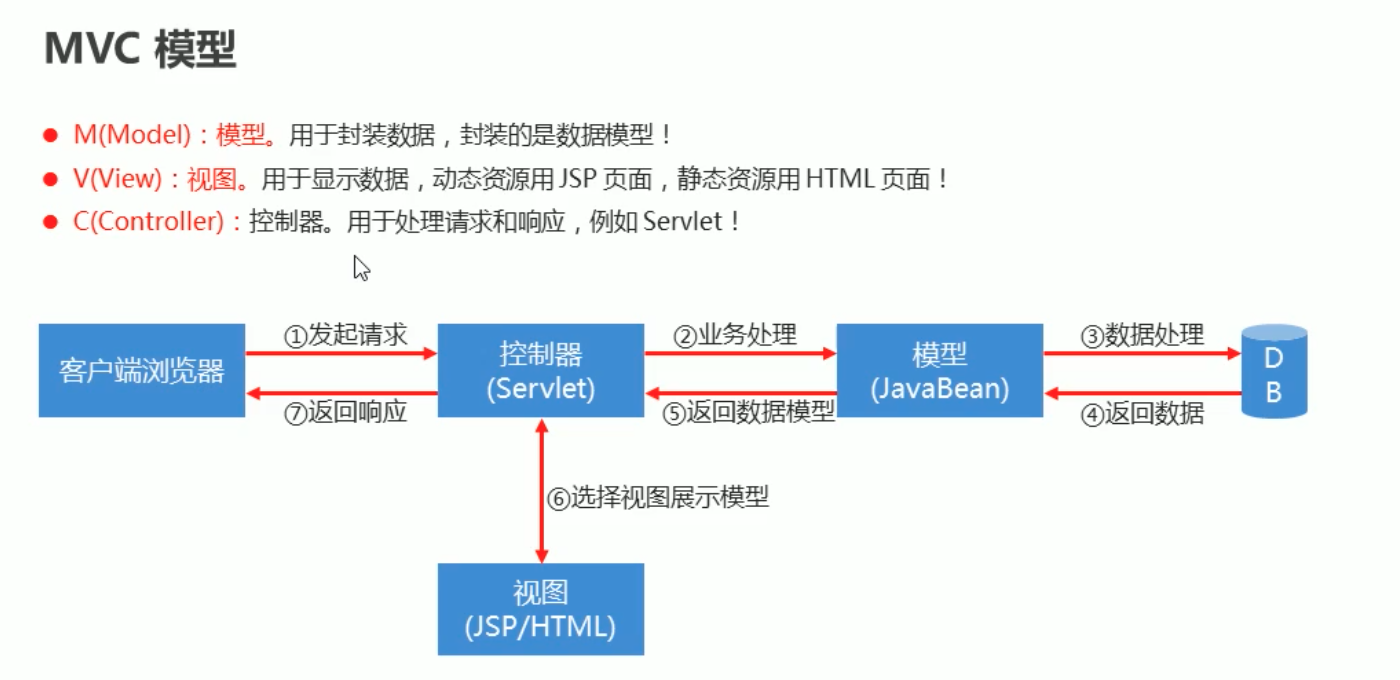 MVC 模型
M(Model)：模型。用于封装数据，封装的是数据模型！
V(View)：视图。用于显示数据，动态资源用 JSP 页面，静态资源用 HTML 页面！
C(Controller)：控制器。用于处理请求和响应，例如 Servlet！
①发起请求
②业务处理
③数据处理
客户端浏览器
控制器
(Servlet)
模型
(JavaBean)
D
B
⑦返回响应
⑤返回数据模型
④返回数据
⑥选择视图展示模型
视图
(JSP/HTML)